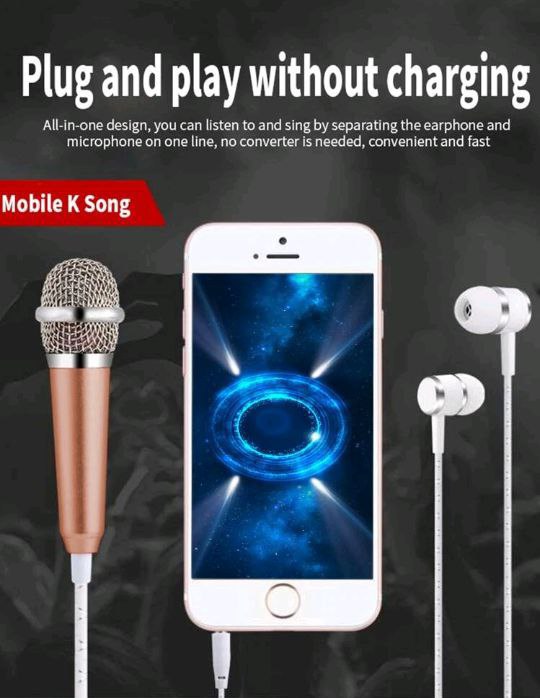 Plug and play without charging
All-in-one design, you can listen to and sing by separating the earphone and
microphone on one line, no converter is needed, convenient and fast
Mobile K Song